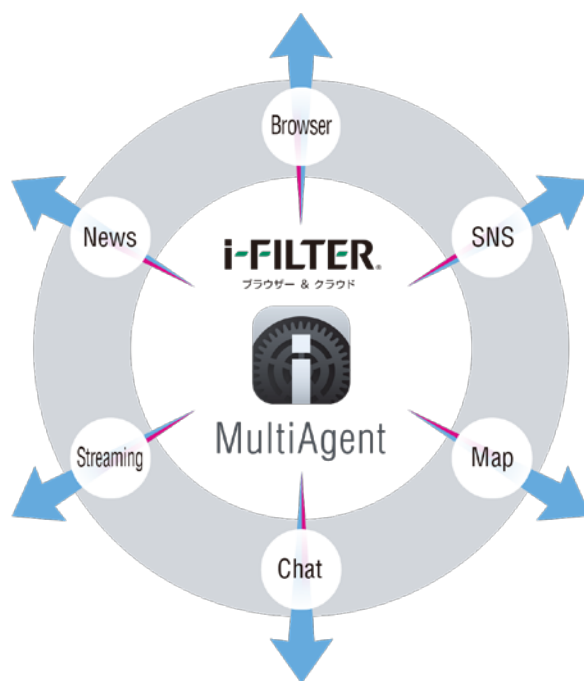 Browser
News
SNS
i-FILTER®
ブラウザー & クラウド
i
MultiAgent
Streaming
Map
Chat